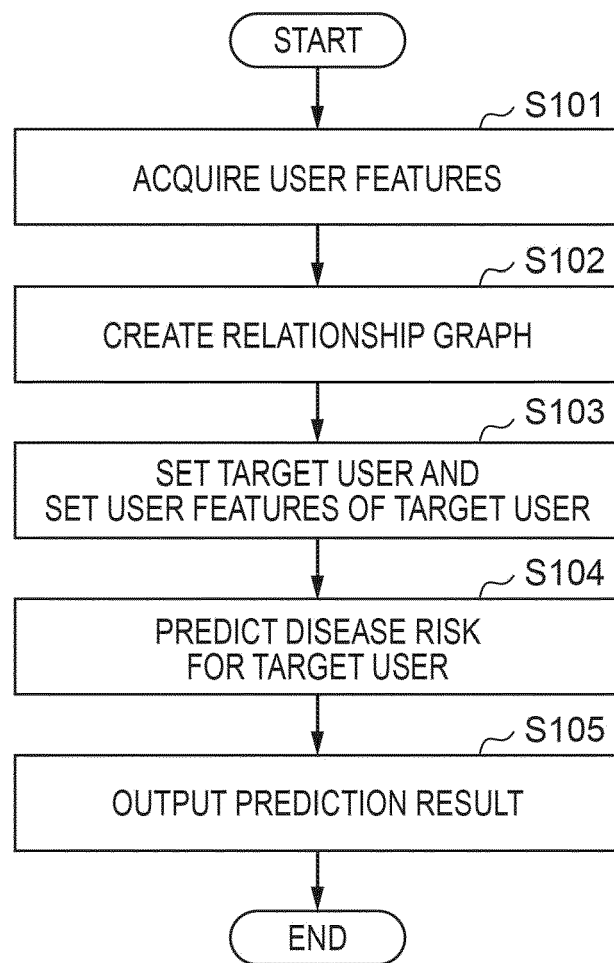 START
S101
ACQUIRE USER FEATURES
S102
CREATE RELATIONSHIP GRAPH
S103
SET TARGET USER AND
SET USER FEATURES OF TARGET USER
S104
PREDICT DISEASE RISK
FOR TARGET USER
S105
OUTPUT PREDICTION RESULT
END